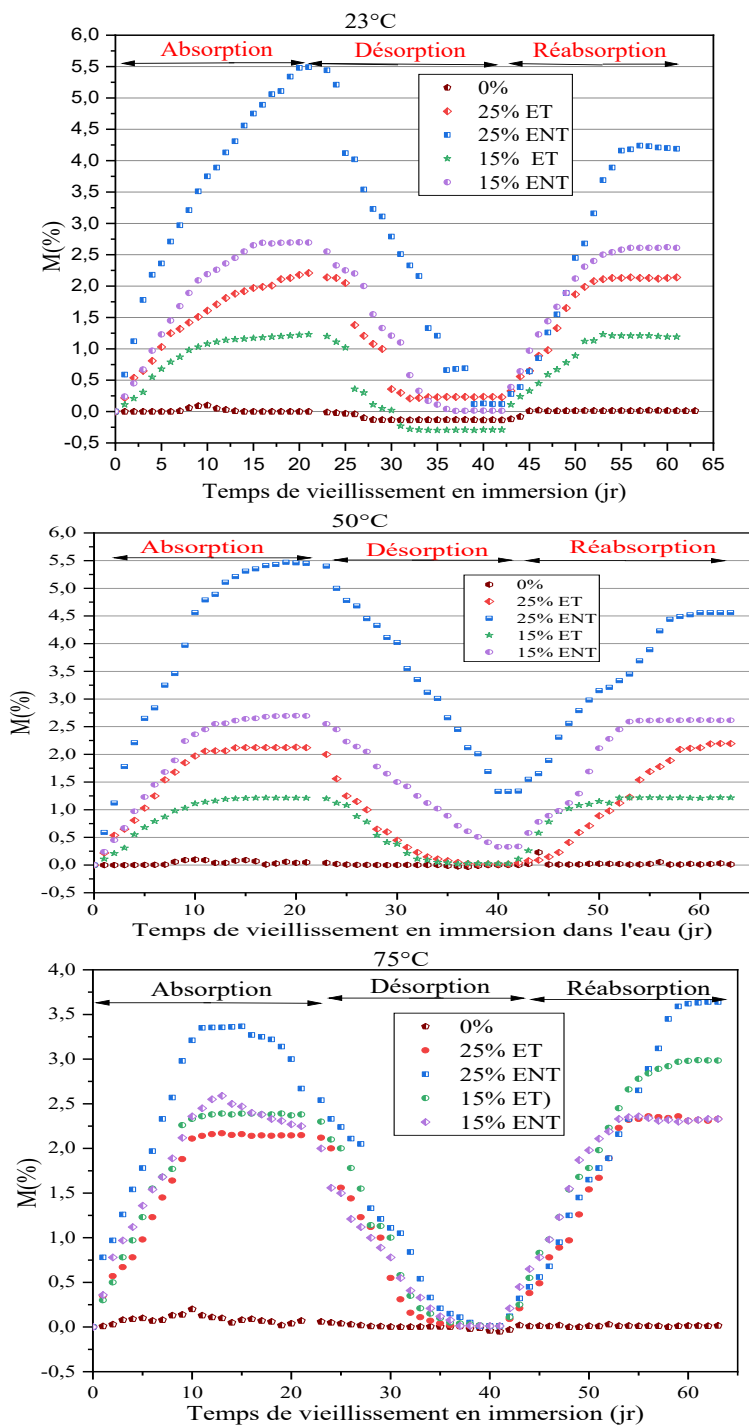 23°C
6,0
Absorption
Désorption
Réabsorption
5,5
5,0
4,5
4,0
3,5
3,0
2,5
2,0
1,5
1,0
0,5
0,0
-0,5
M(%)
0%
25% ET
25% ENT
15% ET
15% ENT
0 5 10 15 20 25 30 35 40 45 50 55 60 65
Temps de vieillissement en immersion (jr)
50°C
6,0
Absorption
Désorption
Réabsorption
5,5
5,0
4,5
4,0
3,5
3,0
2,5
2,0
1,5
1,0
0,5
0,0
-0,5
M(%)
0%
25% ET
25% ENT
15% ET
15% ENT
0 10 20 30 40 50 60
Temps de vieillissement en immersion dans l'eau (jr)
75°C
4,0
Absorption
Désorption
Réabsorption
3,5
3,0
2,5
2,0
1,5
1,0
0,5
0,0
-0,5
M(%)
0%
25% ET
25% ENT
15% ET)
15% ENT
0 10 20 30 40 50 60
Temps de vieillissement en immersion (jr)